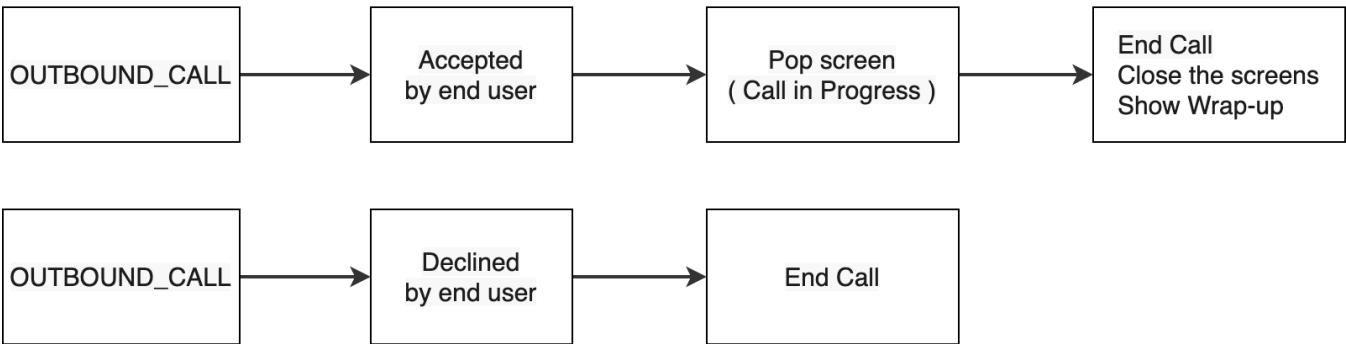 OUTBOUND_CALL
Accepted
by end user
Pop screen
( Call in Progress )
End Call
Close the screens
Show Wrap-up
OUTBOUND_CALL
Declined
by end user
End Call